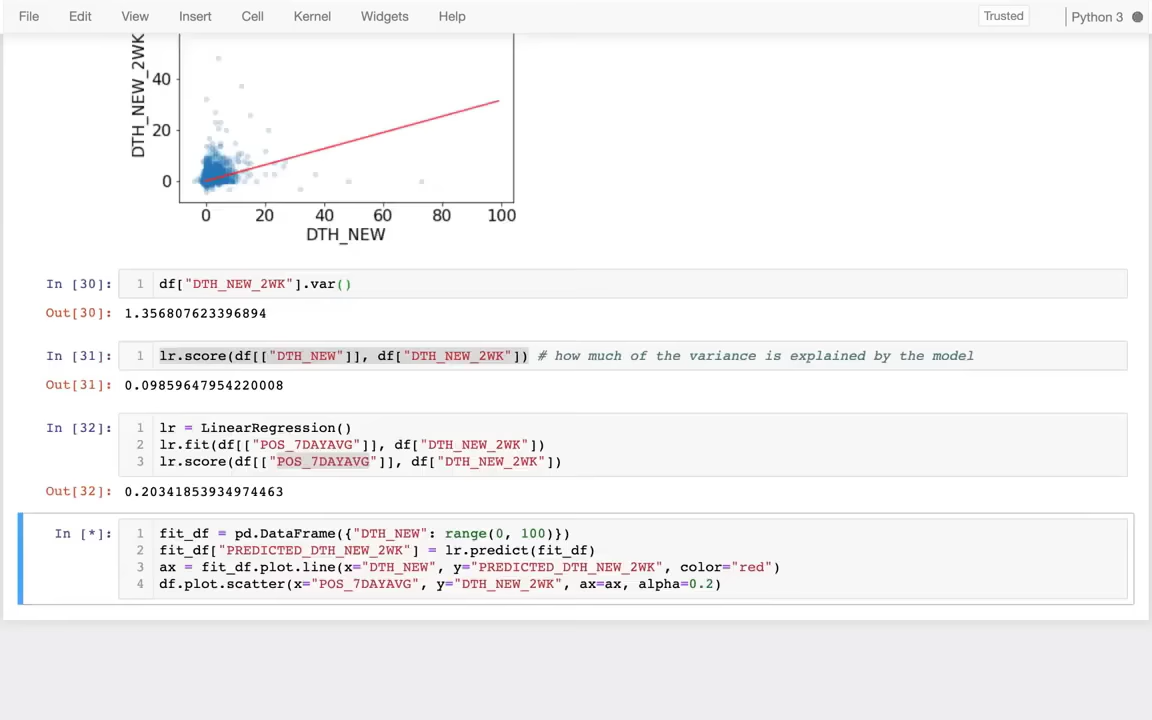 File Edit View Insert Cell Kernel Widgets Help Trusted Python 3
DTH_NEW_2WK
40
20
0
0 20 40 60 80 100
DTH_NEW
In [30]: 1 df["DTH_NEW_2WK"].var()
Out[30]: 1.356807623396894
In [31]: 1 lr.score(df[["DTH_NEW"]], df["DTH_NEW_2WK"]) # how much of the variance is explained by the model
Out[31]: 0.09859647954220008
In [32]: 1 lr = LinearRegression()
2 lr.fit(df[["POS_7DAYAVG"]], df["DTH_NEW_2WK"])
3 lr.score(df[["POS_7DAYAVG"]], df["DTH_NEW_2WK"])
Out[32]: 0.20341853934974463
In [*]: 1 fit_df = pd.DataFrame({"DTH_NEW": range(0, 100)})
2 fit_df["PREDICTED_DTH_NEW_2WK"] = lr.predict(fit_df)
3 ax = fit_df.plot.line(x="DTH_NEW", y="PREDICTED_DTH_NEW_2WK", color="red")
4 df.plot.scatter(x="POS_7DAYAVG", y="DTH_NEW_2WK", ax=ax, alpha=0.2)